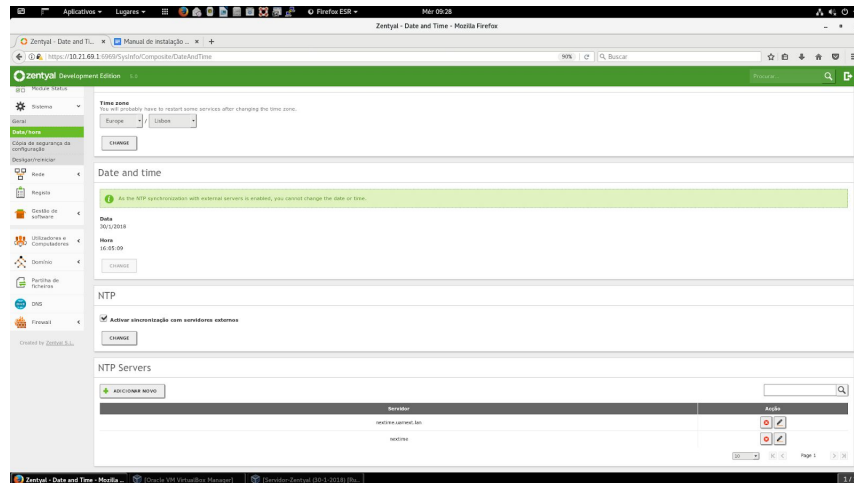 Aplicativos
Lugares
Firefox ESR
Mér 09:28
Zentyal - Date and Time - Mozilla Firefox
Zentyal - Date and Ti...
Manual de instalação ...
https://10.21.69.1:6969/SysInfo/Composite/DateAndTime
90%
Buscar
zentyal Development Edition
Procurar...
Module Status
Sistema
Time zone
You will probably have to restart some services after changing the time zone.
Geral
Europe / Lisbon
Data/hora
Cópia de segurança da configuração
CHANGE
Desligar/reiniciar
Rede
Date and time
Registo
As the NTP synchronization with external servers is enabled, you cannot change the date or time.
Gestão de software
Data
30/1/2018
Utilizadores e Computadores
Hora
16:05:09
Domínio
CHANGE
Partilha de ficheiros
NTP
DNS
Activar sincronização com servidores externos
Firewall
CHANGE
Created by Zentyal S.L.
NTP Servers
ADICIONAR NOVO
Servidor Acção
nextime
10 Page 1
Zentyal - Date and Time - Mozilla ...
[Oracle VM VirtualBox Manager]
[Servidor-Zentyal (30-1-2018) [Ru...